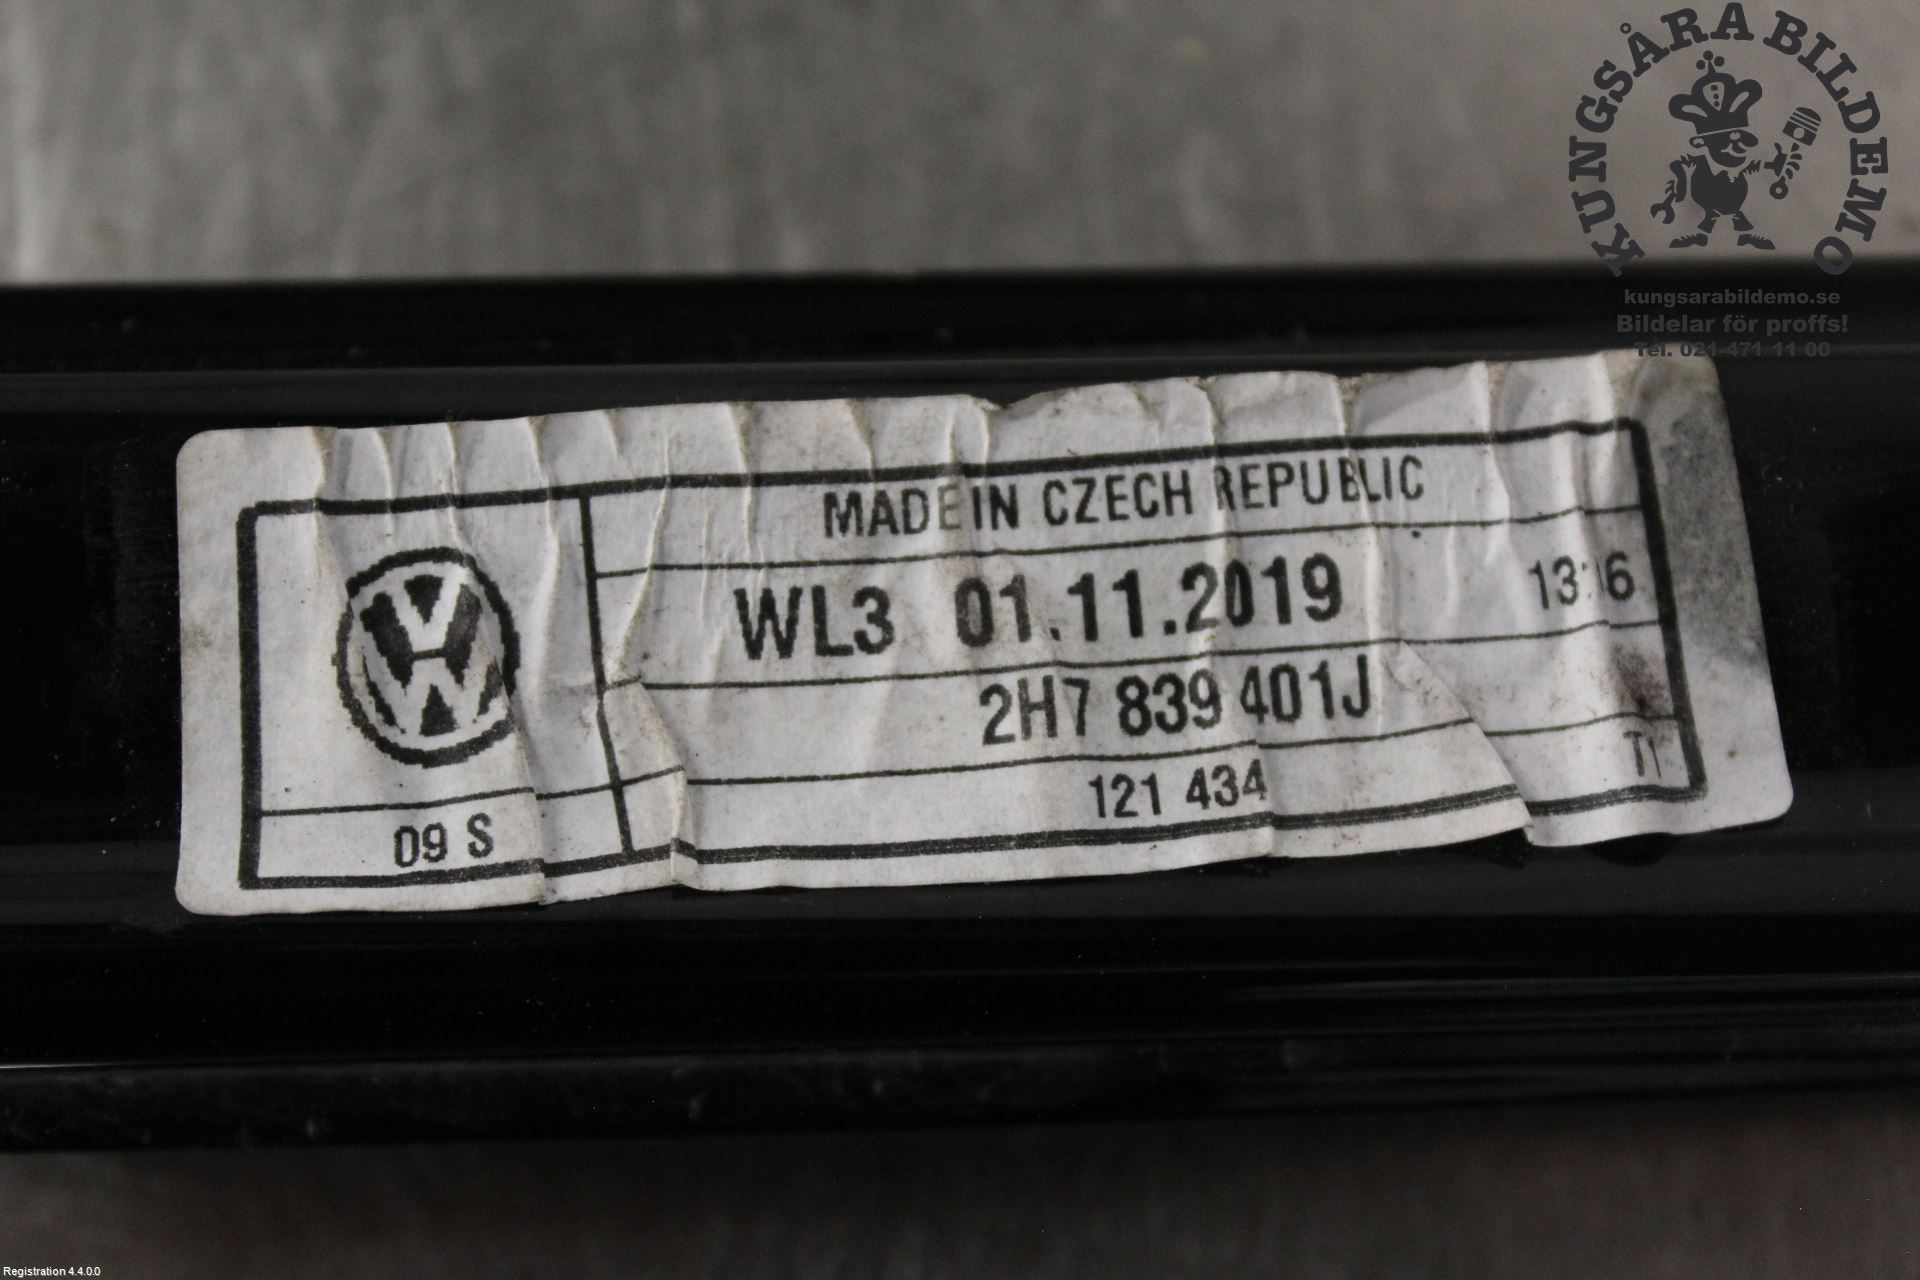 KUNGSÅRA BILDEMO
kungsarabildemo.se
Bildelar för proffs!
Tel. 021-471 11 00
MADE IN CZECH REPUBLIC
WL3 01.11.2019
2H7 839 401J
121 434
09 S
Registration 4.4.0.0